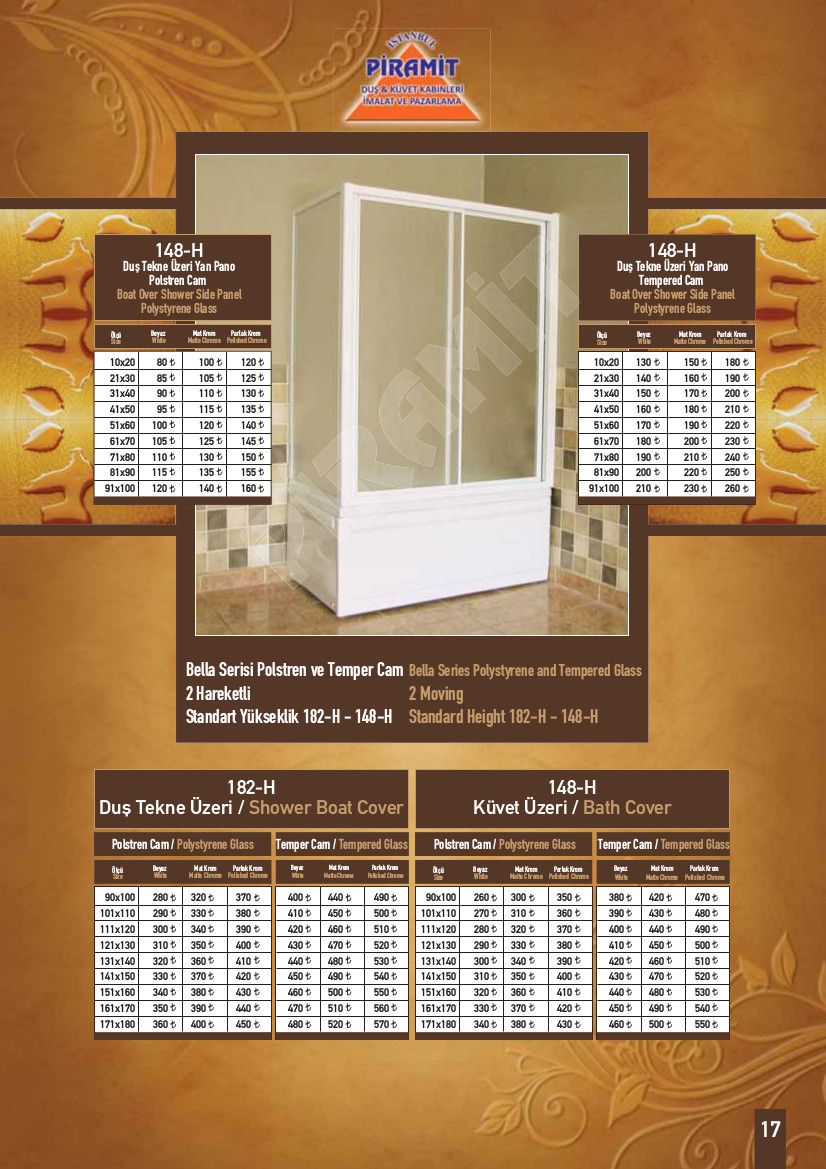 İSTANBUL
PİRAMİT
DUŞ & KÜVET KABİNLERİ
İMALAT VE PAZARLAMA
PİRAMİT
148-H
Duş Tekne Üzeri Yan Pano
Polstren Cam
Boat Over Shower Side Panel
Polystyrene Glass
Ölçü Beyaz Mat Krom Parlak Krom
Size White Matte Chrome Polished Chrome
10x20 80 ₺ 100 ₺ 120 ₺
21x30 85 ₺ 105 ₺ 125 ₺
31x40 90 ₺ 110 ₺ 130 ₺
41x50 95 ₺ 115 ₺ 135 ₺
51x60 100 ₺ 120 ₺ 140 ₺
61x70 105 ₺ 125 ₺ 145 ₺
71x80 110 ₺ 130 ₺ 150 ₺
81x90 115 ₺ 135 ₺ 155 ₺
91x100 120 ₺ 140 ₺ 160 ₺
148-H
Duş Tekne Üzeri Yan Pano
Tempered Cam
Boat Over Shower Side Panel
Polystyrene Glass
Ölçü Beyaz Mat Krom Parlak Krom
Size White Matte Chrome Polished Chrome
10x20 130 ₺ 150 ₺ 180 ₺
21x30 140 ₺ 160 ₺ 190 ₺
31x40 150 ₺ 170 ₺ 200 ₺
41x50 160 ₺ 180 ₺ 210 ₺
51x60 170 ₺ 190 ₺ 220 ₺
61x70 180 ₺ 200 ₺ 230 ₺
71x80 190 ₺ 210 ₺ 240 ₺
81x90 200 ₺ 220 ₺ 250 ₺
91x100 210 ₺ 230 ₺ 260 ₺
Bella Serisi Polstren ve Temper Cam Bella Series Polystyrene and Tempered Glass
2 Hareketli 2 Moving
Standart Yükseklik 182-H - 148-H Standard Height 182-H - 148-H
182-H
Duş Tekne Üzeri / Shower Boat Cover
Polstren Cam / Polystyrene Glass Temper Cam / Tempered Glass
Ölçü Beyaz Mat Krom Parlak Krom Beyaz Mat Krom Parlak Krom
Size White Matte Chrome Polished Chrome White Matte Chrome Polished Chrome
90x100 280 ₺ 320 ₺ 370 ₺ 400 ₺ 440 ₺ 490 ₺
101x110 290 ₺ 330 ₺ 380 ₺ 410 ₺ 450 ₺ 500 ₺
111x120 300 ₺ 340 ₺ 390 ₺ 420 ₺ 460 ₺ 510 ₺
121x130 310 ₺ 350 ₺ 400 ₺ 430 ₺ 470 ₺ 520 ₺
131x140 320 ₺ 360 ₺ 410 ₺ 440 ₺ 480 ₺ 530 ₺
141x150 330 ₺ 370 ₺ 420 ₺ 450 ₺ 490 ₺ 540 ₺
151x160 340 ₺ 380 ₺ 430 ₺ 460 ₺ 500 ₺ 550 ₺
161x170 350 ₺ 390 ₺ 440 ₺ 470 ₺ 510 ₺ 560 ₺
171x180 360 ₺ 400 ₺ 450 ₺ 480 ₺ 520 ₺ 570 ₺
148-H
Küvet Üzeri / Bath Cover
Polstren Cam / Polystyrene Glass Temper Cam / Tempered Glass
Ölçü Beyaz Mat Krom Parlak Krom Beyaz Mat Krom Parlak Krom
Size White Matte Chrome Polished Chrome White Matte Chrome Polished Chrome
90x100 260 ₺ 300 ₺ 350 ₺ 380 ₺ 420 ₺ 470 ₺
101x110 270 ₺ 310 ₺ 360 ₺ 390 ₺ 430 ₺ 480 ₺
111x120 280 ₺ 320 ₺ 370 ₺ 400 ₺ 440 ₺ 490 ₺
121x130 290 ₺ 330 ₺ 380 ₺ 410 ₺ 450 ₺ 500 ₺
131x140 300 ₺ 340 ₺ 390 ₺ 420 ₺ 460 ₺ 510 ₺
141x150 310 ₺ 350 ₺ 400 ₺ 430 ₺ 470 ₺ 520 ₺
151x160 320 ₺ 360 ₺ 410 ₺ 440 ₺ 480 ₺ 530 ₺
161x170 330 ₺ 370 ₺ 420 ₺ 450 ₺ 490 ₺ 540 ₺
171x180 340 ₺ 380 ₺ 430 ₺ 460 ₺ 500 ₺ 550 ₺
17